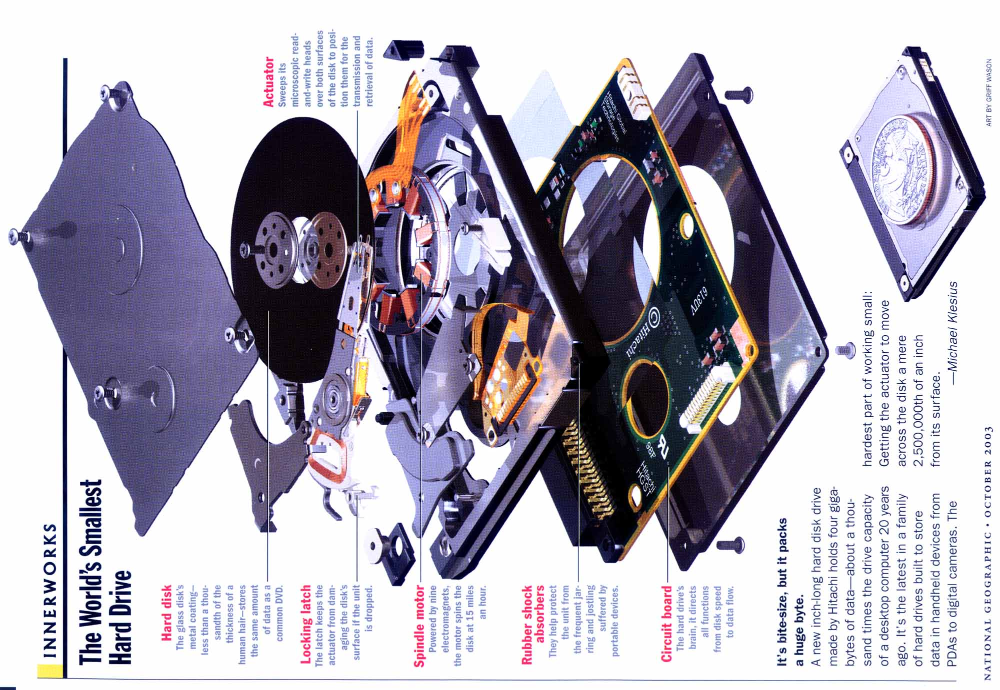 INNERWORKS
The World's Smallest
Hard Drive
Hard disk
The glass disk's
metal coating—
less than a thou-
sandth of the
thickness of a
human hair—stores
the same amount
of data as a
common DVD.
Locking latch
The latch keeps the
actuator from dam-
aging the disk's
surface if the unit
is dropped.
Spindle motor
Powered by nine
electromagnets,
the motor spins the
disk at 15 miles
an hour.
Rubber shock
absorbers
They help protect
the unit from
the frequent jar-
ring and jostling
suffered by
portable devices.
Circuit board
The hard drive's
brain, it directs
all functions
from disk speed
to data flow.
Actuator
Sweeps its
microscopic read-
and-write heads
over both surfaces
of the disk to posi-
tion them for the
transmission and
retrieval of data.
Hitachi Global
Storage
Technologies
613UV
© Hitachi
98F
Hitachi
HGST
It's bite-size, but it packs
a huge byte.
A new inch-long hard disk drive
made by Hitachi holds four giga-
bytes of data—about a thou-
sand times the drive capacity
of a desktop computer 20 years
ago. It's the latest in a family
of hard drives built to store
data in handheld devices from
PDAs to digital cameras. The
hardest part of working small:
Getting the actuator to move
across the disk a mere
2,500,000th of an inch
from its surface.
—Michael Klesius
ART BY GRIFF WASON
NATIONAL GEOGRAPHIC • OCTOBER 2003